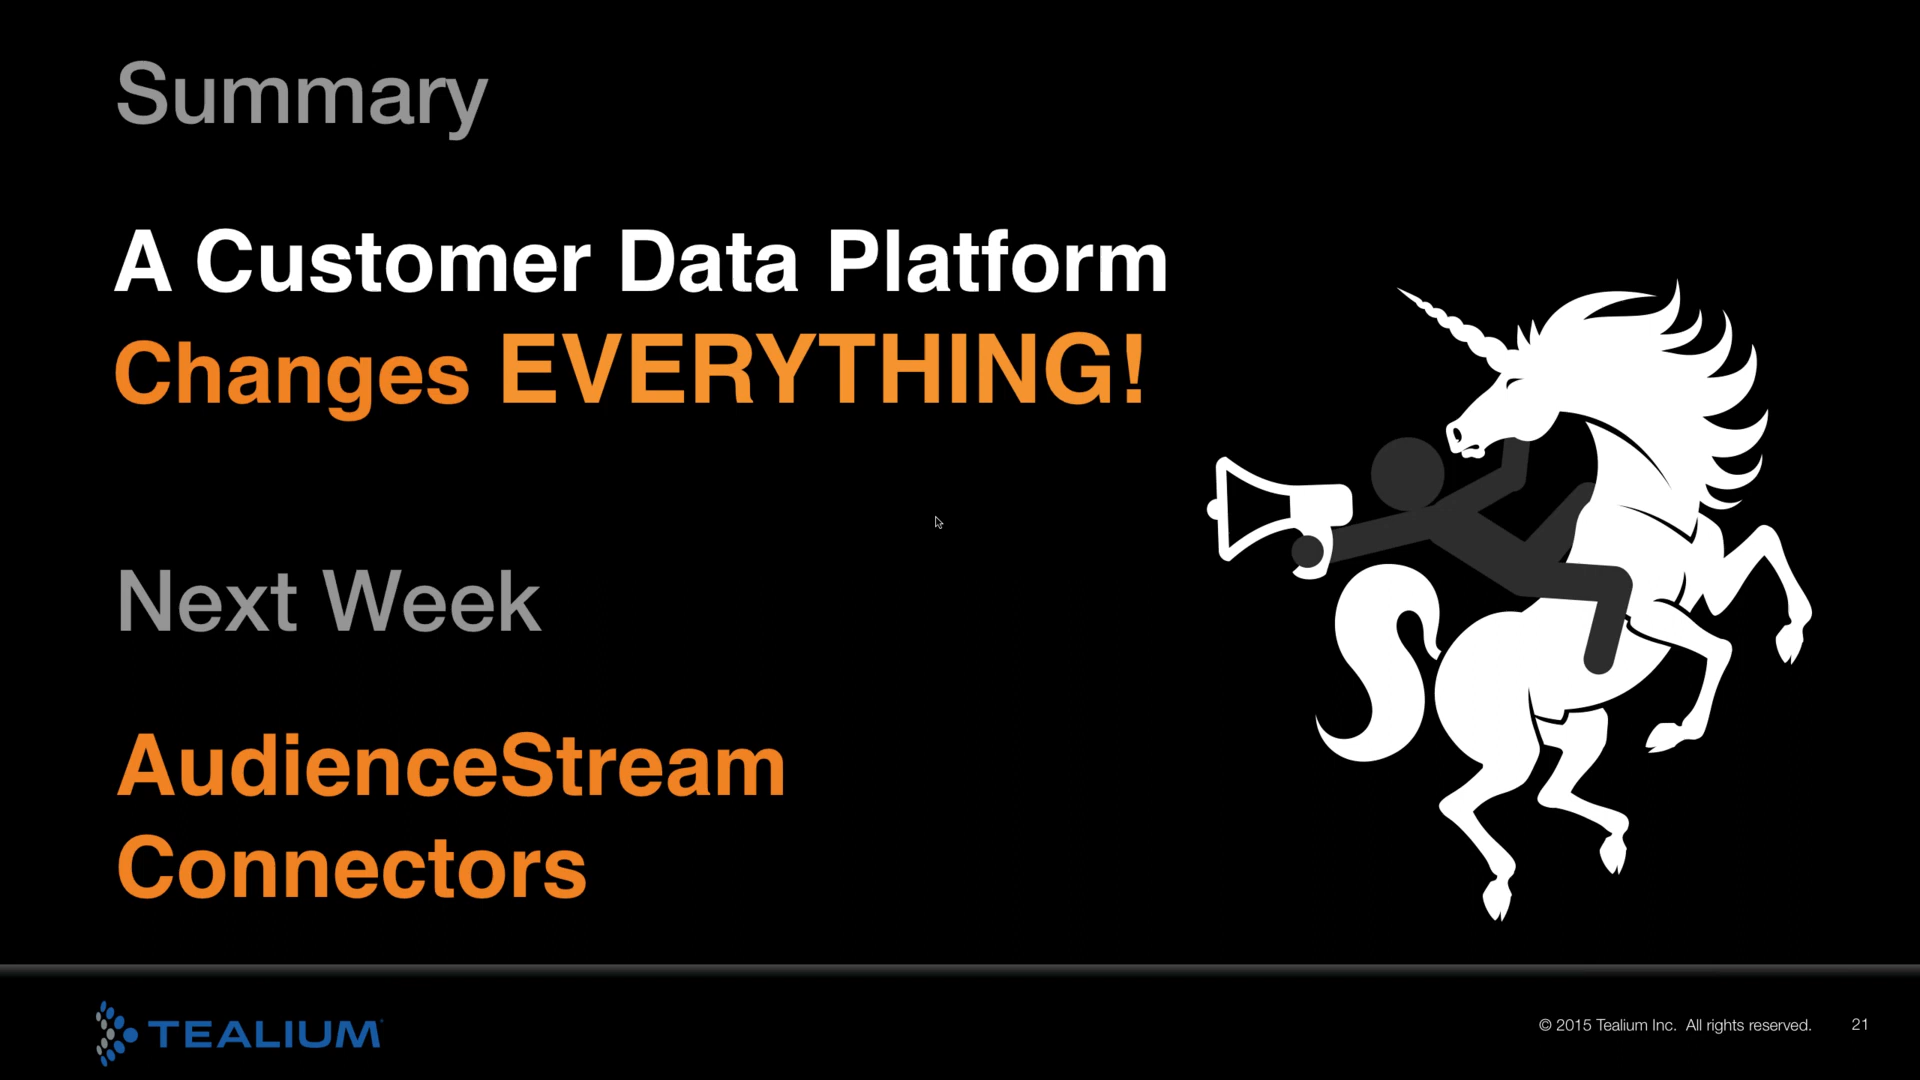 Summary
A Customer Data Platform
Changes EVERYTHING!
Next Week
AudienceStream
Connectors
TEALIUM
© 2015 Tealium Inc. All rights reserved. 21